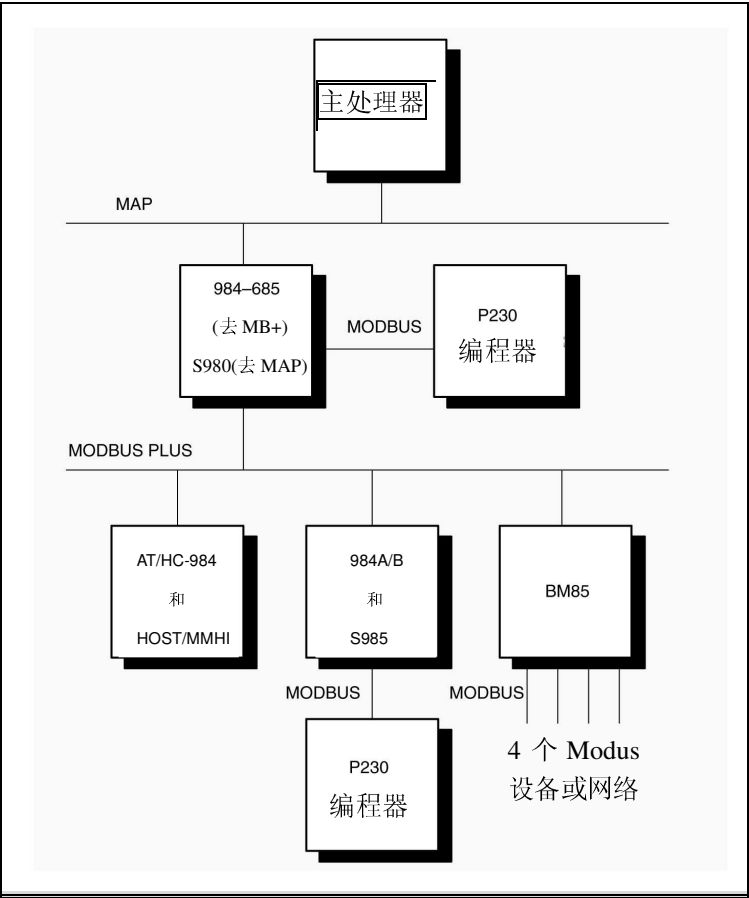 主处理器
MAP
984–685
(去 MB+)
S980(去 MAP)
MODBUS
P230
编程器
MODBUS PLUS
AT/HC-984
和
HOST/MMHI
984A/B
和
S985
BM85
MODBUS
MODBUS
P230
编程器
4 个 Modus
设备或网络